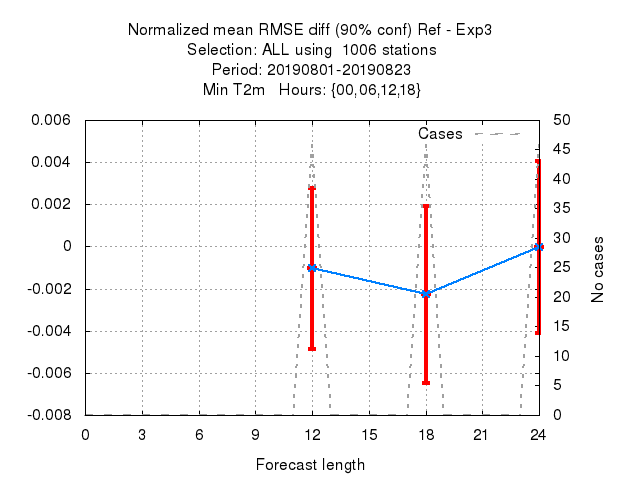 Normalized mean RMSE diff (90% conf) Ref - Exp3
Selection: ALL using  1006 stations
Period: 20190801-20190823
Min T2m   Hours: {00,06,12,18}
Cases
0.006
0.004
0.002
0
-0.002
-0.004
-0.006
-0.008
50
45
40
35
30
25
20
15
10
5
0
No cases
0 3 6 9 12 15 18 21 24
Forecast length